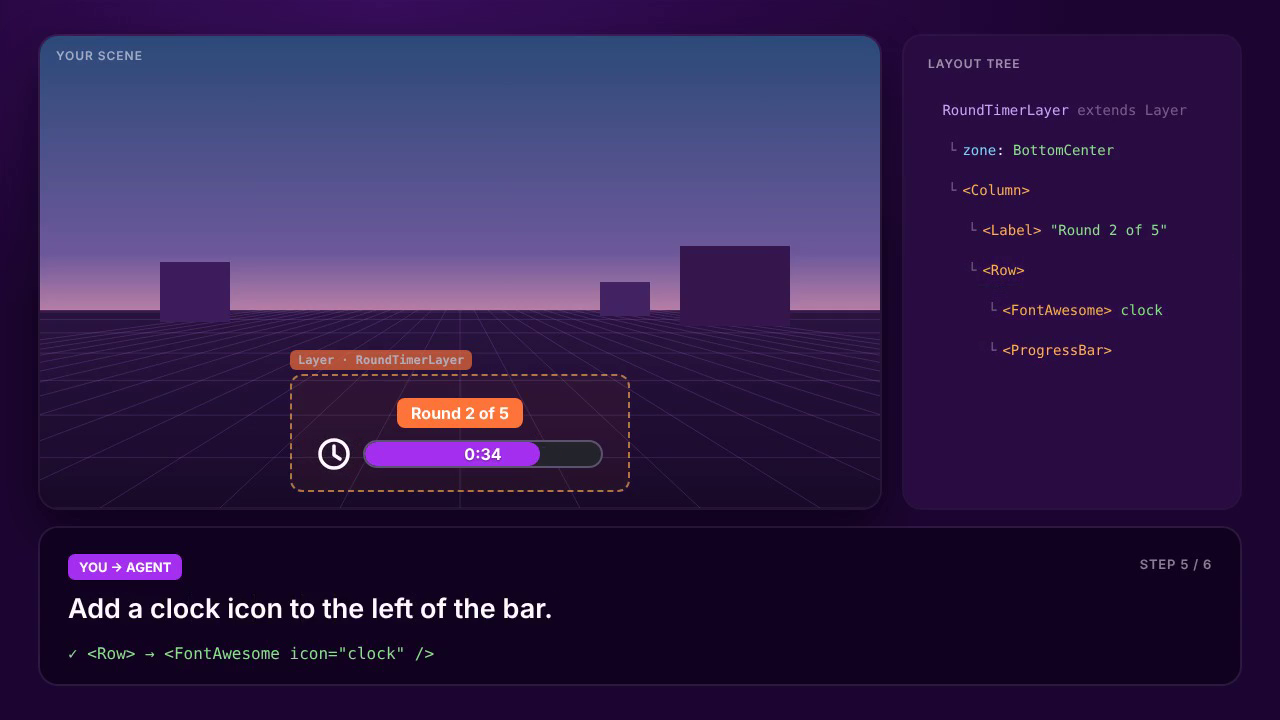 YOUR SCENE
Layer · RoundTimerLayer
Round 2 of 5
0:34
LAYOUT TREE
RoundTimerLayer extends Layer
└ zone: BottomCenter
└ <Column>
└ <Label> "Round 2 of 5"
└ <Row>
└ <FontAwesome> clock
└ <ProgressBar>
YOU → AGENT
STEP 5 / 6
Add a clock icon to the left of the bar.
✓ <Row> → <FontAwesome icon="clock" />